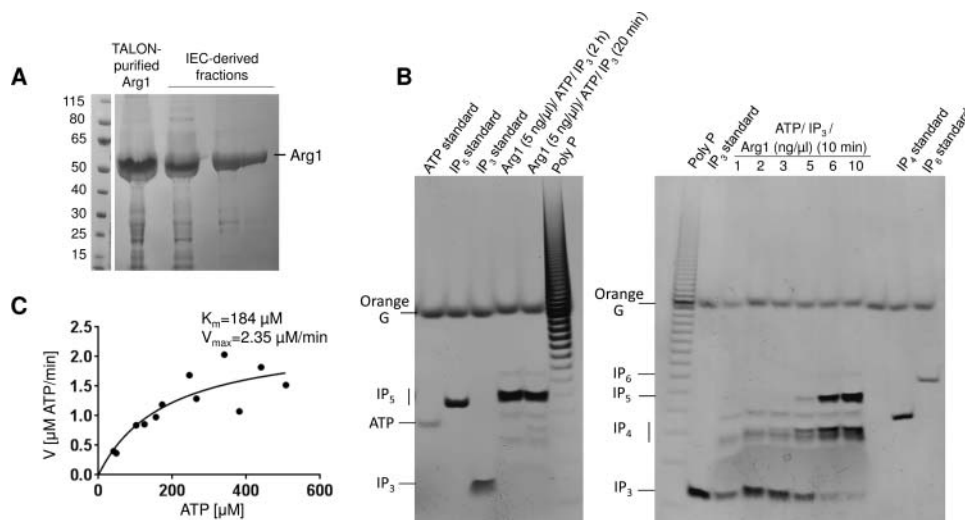 A
TALON-
purified
Arg1
IEC-derived
fractions
115
80
65
50
40
30
25
15
Arg1
B
ATP standard
IP5 standard
IP3 standard
Arg1 (5 ng/µl)/ ATP/ IP3 (2 h)
Arg1 (5 ng/µl)/ ATP/ IP3 (20 min)
Poly P
Orange
G
IP5
ATP
IP3
Poly P
IP3 standard
ATP/ IP3 /
Arg1 (ng/µl) (10 min)
1 2 3 5 6 10
IP4 standard
IP6 standard
Orange
G
IP6
IP5
IP4
IP3
C
Km=184 µM
Vmax=2.35 µM/min
V [µM ATP/min]
2.5
2.0
1.5
1.0
0.5
0.0
0 200 400 600
ATP [µM]